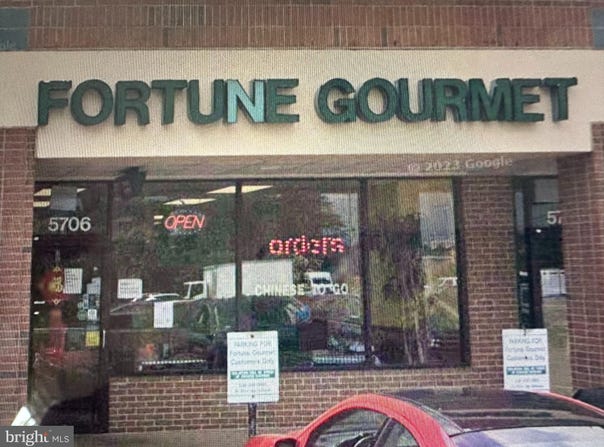 FORTUNE GOURMET
© 2023 Google
5706
OPEN
orders
57
CHINESE TO GO
PARKING FOR
Fortune Gourmet
Customers Only
PARKING FOR
Fortune Gourmet
Customers Only
bright MLS